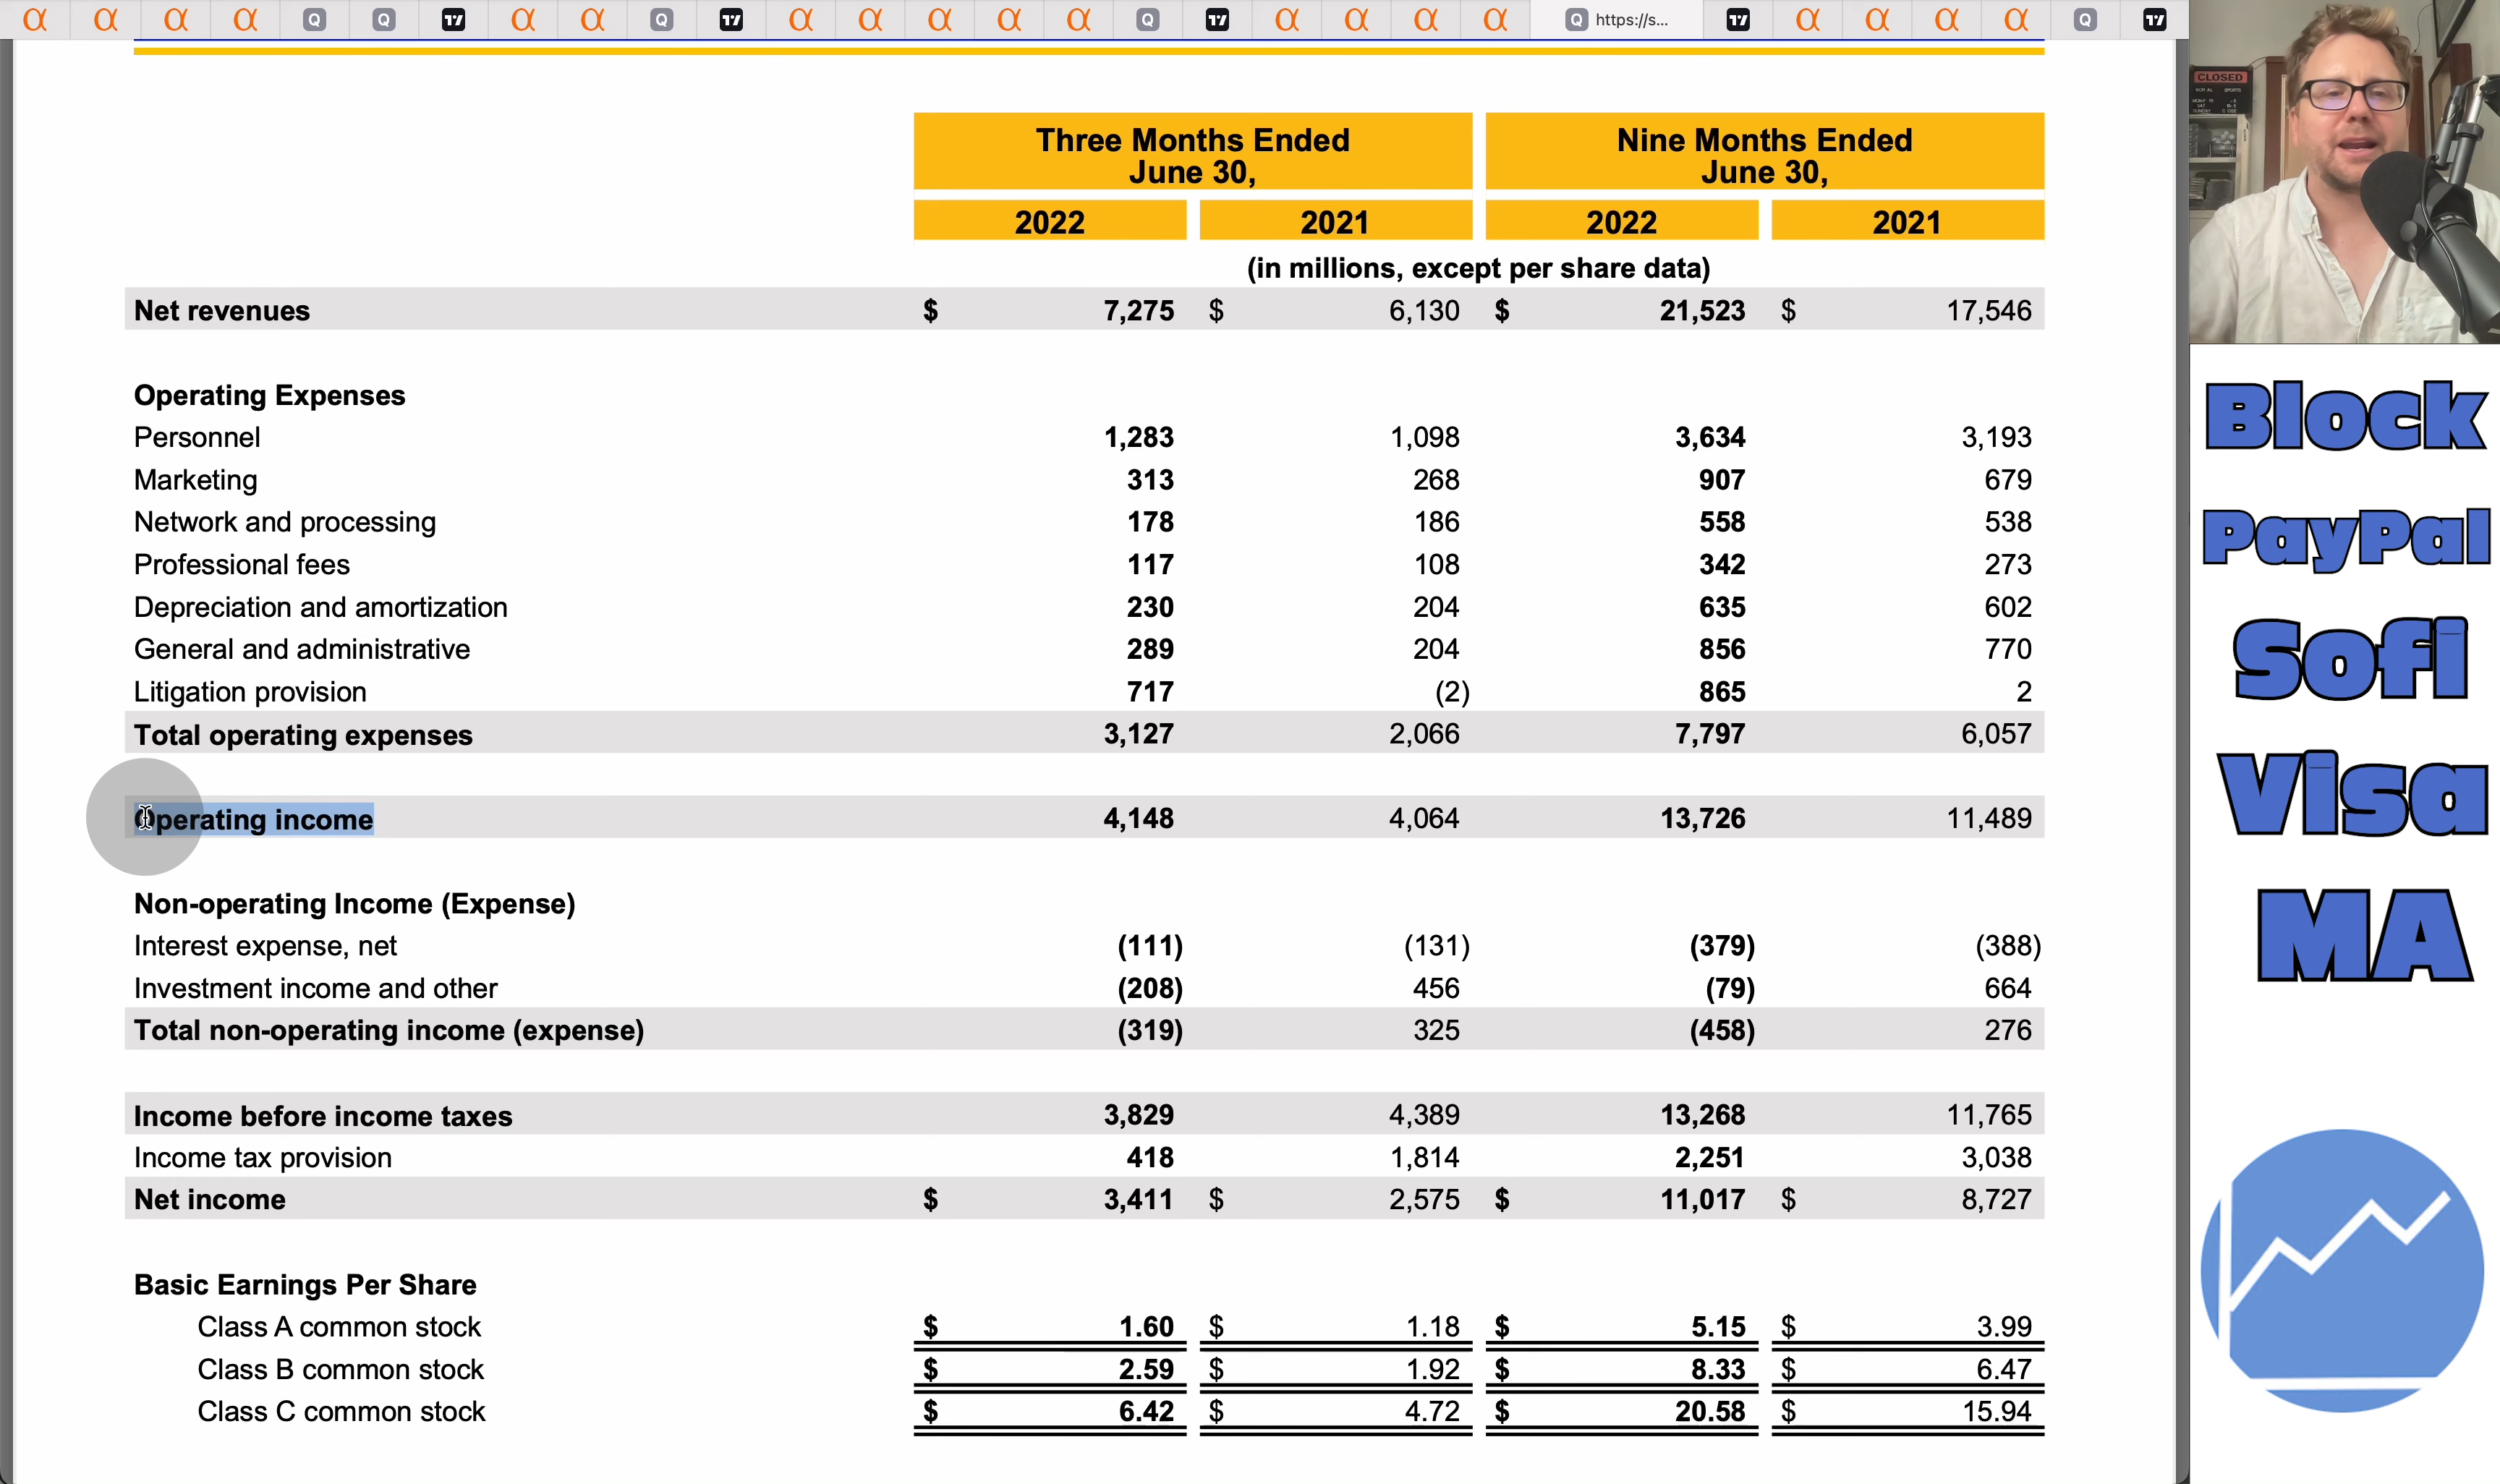 https://s...
Three Months Ended June 30, Nine Months Ended June 30,
2022 2021 2022 2021
(in millions, except per share data)
Net revenues $ 7,275 $ 6,130 $ 21,523 $ 17,546
Operating Expenses
Personnel 1,283 1,098 3,634 3,193
Marketing 313 268 907 679
Network and processing 178 186 558 538
Professional fees 117 108 342 273
Depreciation and amortization 230 204 635 602
General and administrative 289 204 856 770
Litigation provision 717 (2) 865 2
Total operating expenses 3,127 2,066 7,797 6,057
Operating income 4,148 4,064 13,726 11,489
Non-operating Income (Expense)
Interest expense, net (111) (131) (379) (388)
Investment income and other (208) 456 (79) 664
Total non-operating income (expense) (319) 325 (458) 276
Income before income taxes 3,829 4,389 13,268 11,765
Income tax provision 418 1,814 2,251 3,038
Net income $ 3,411 $ 2,575 $ 11,017 $ 8,727
Basic Earnings Per Share
Class A common stock $ 1.60 $ 1.18 $ 5.15 $ 3.99
Class B common stock $ 2.59 $ 1.92 $ 8.33 $ 6.47
Class C common stock $ 6.42 $ 4.72 $ 20.58 $ 15.94
CLOSED
Block
PayPal
Sofi
Visa
MA